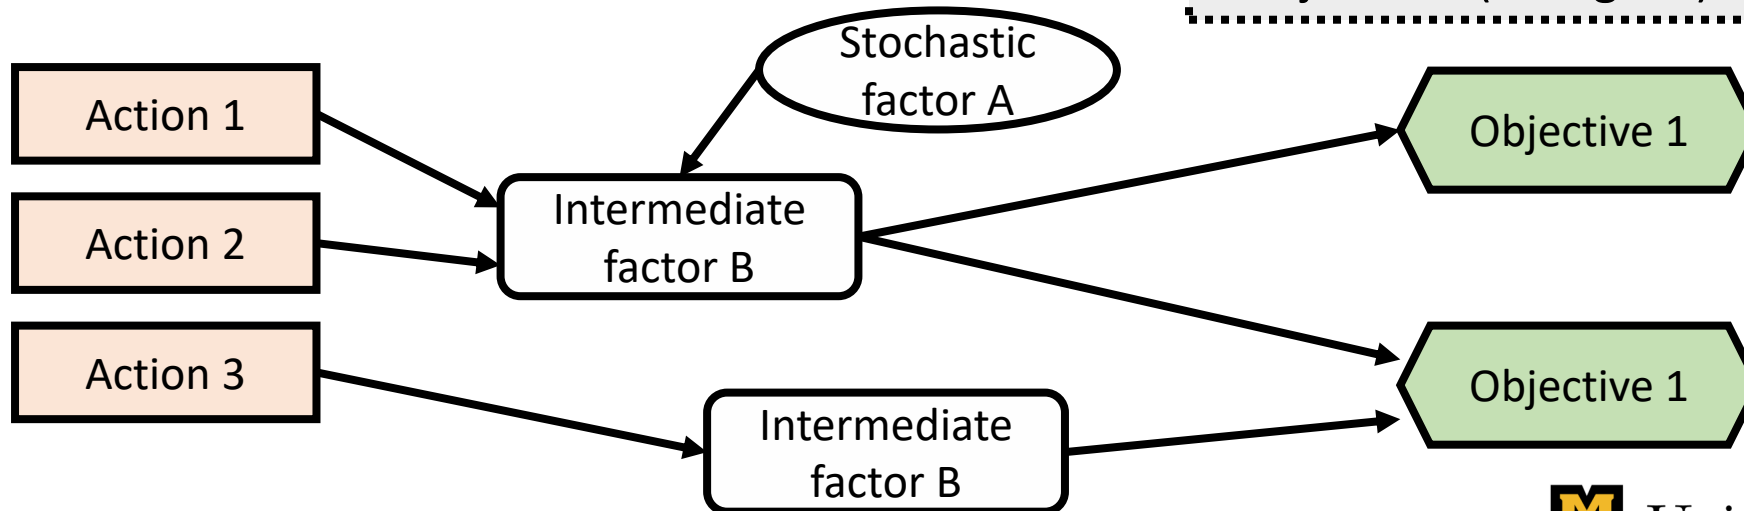 Stochastic
factor A
Action 1
Objective 1
Intermediate
factor B
Action 2
Action 3
Objective 1
Intermediate
factor B
M